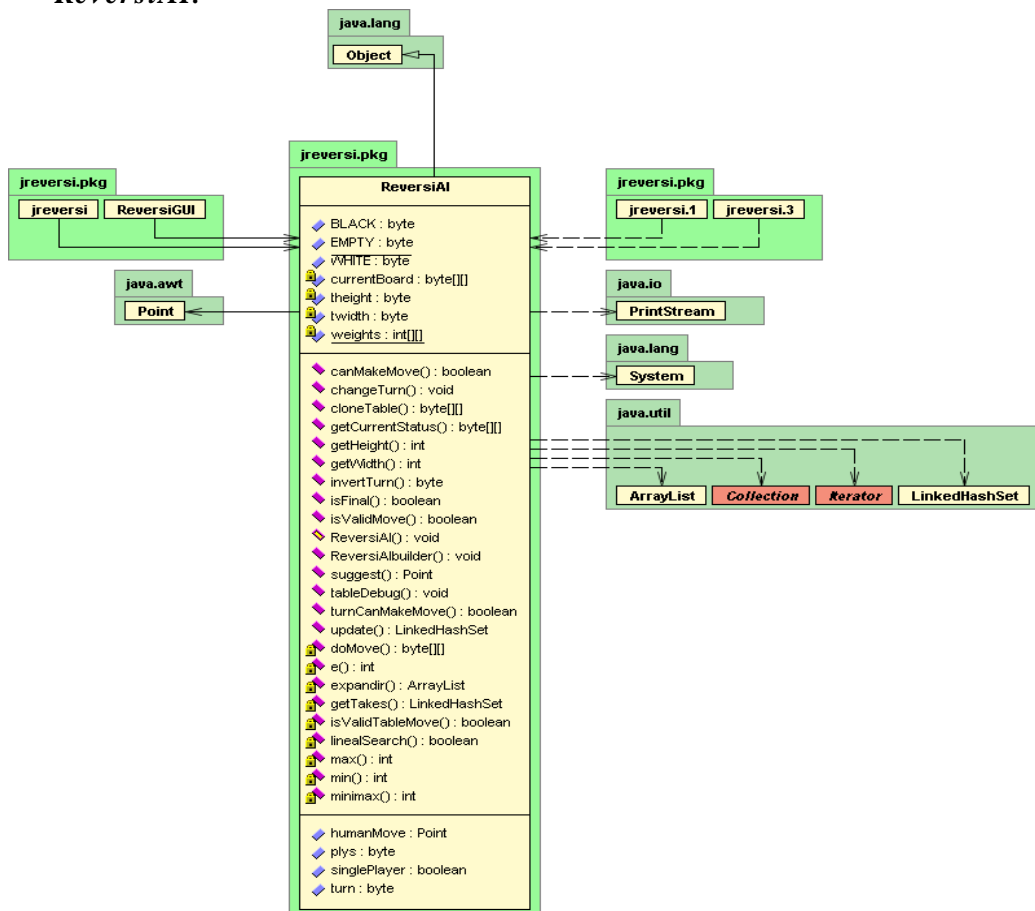 ReversiAI:
java.lang
Object
jreversi.pkg
jreversi.pkg
jreversi
ReversiGUI
java.awt
Point
ReversiAI
BLACK : byte
EMPTY : byte
WHITE : byte
currentBoard : byte[][]
theight : byte
twidth : byte
weights : int[][]
canMakeMove() : boolean
changeTurn() : void
cloneTable() : byte[][]
getCurrentStatus() : byte[][]
getHeight() : int
getWidth() : int
invertTurn() : byte
isFinal() : boolean
isValidMove() : boolean
ReversiAI() : void
ReversiAIbuilder() : void
suggest() : Point
tableDebug() : void
turnCanMakeMove() : boolean
update() : LinkedHashSet
doMove() : byte[][]
e() : int
expandir() : ArrayList
getTakes() : LinkedHashSet
isValidTableMove() : boolean
linealSearch() : boolean
max() : int
min() : int
minimax() : int
humanMove : Point
plys : byte
singlePlayer : boolean
turn : byte
jreversi.pkg
jreversi.1
jreversi.3
java.io
PrintStream
java.lang
System
java.util
ArrayList
Collection
Iterator
LinkedHashSet